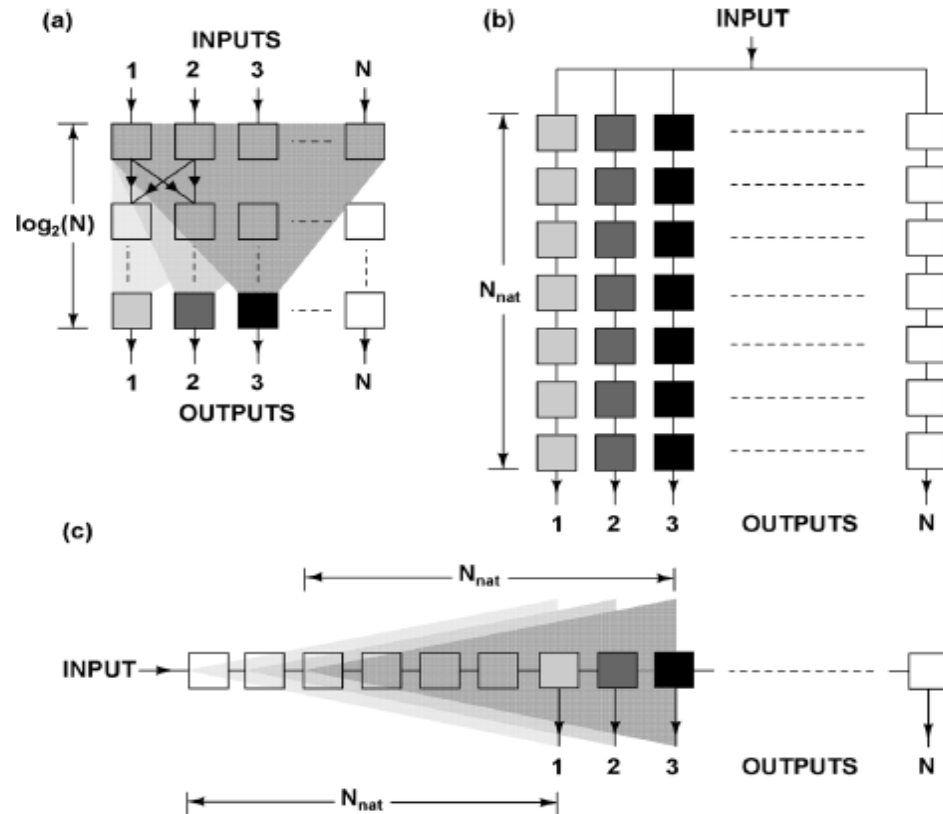 (a)
INPUTS
1 2 3 N
log₂(N)
1 2 3 N
OUTPUTS
(b)
INPUT
Nnat
1 2 3 OUTPUTS N
(c)
Nnat
INPUT
1 2 3 OUTPUTS N
Nnat